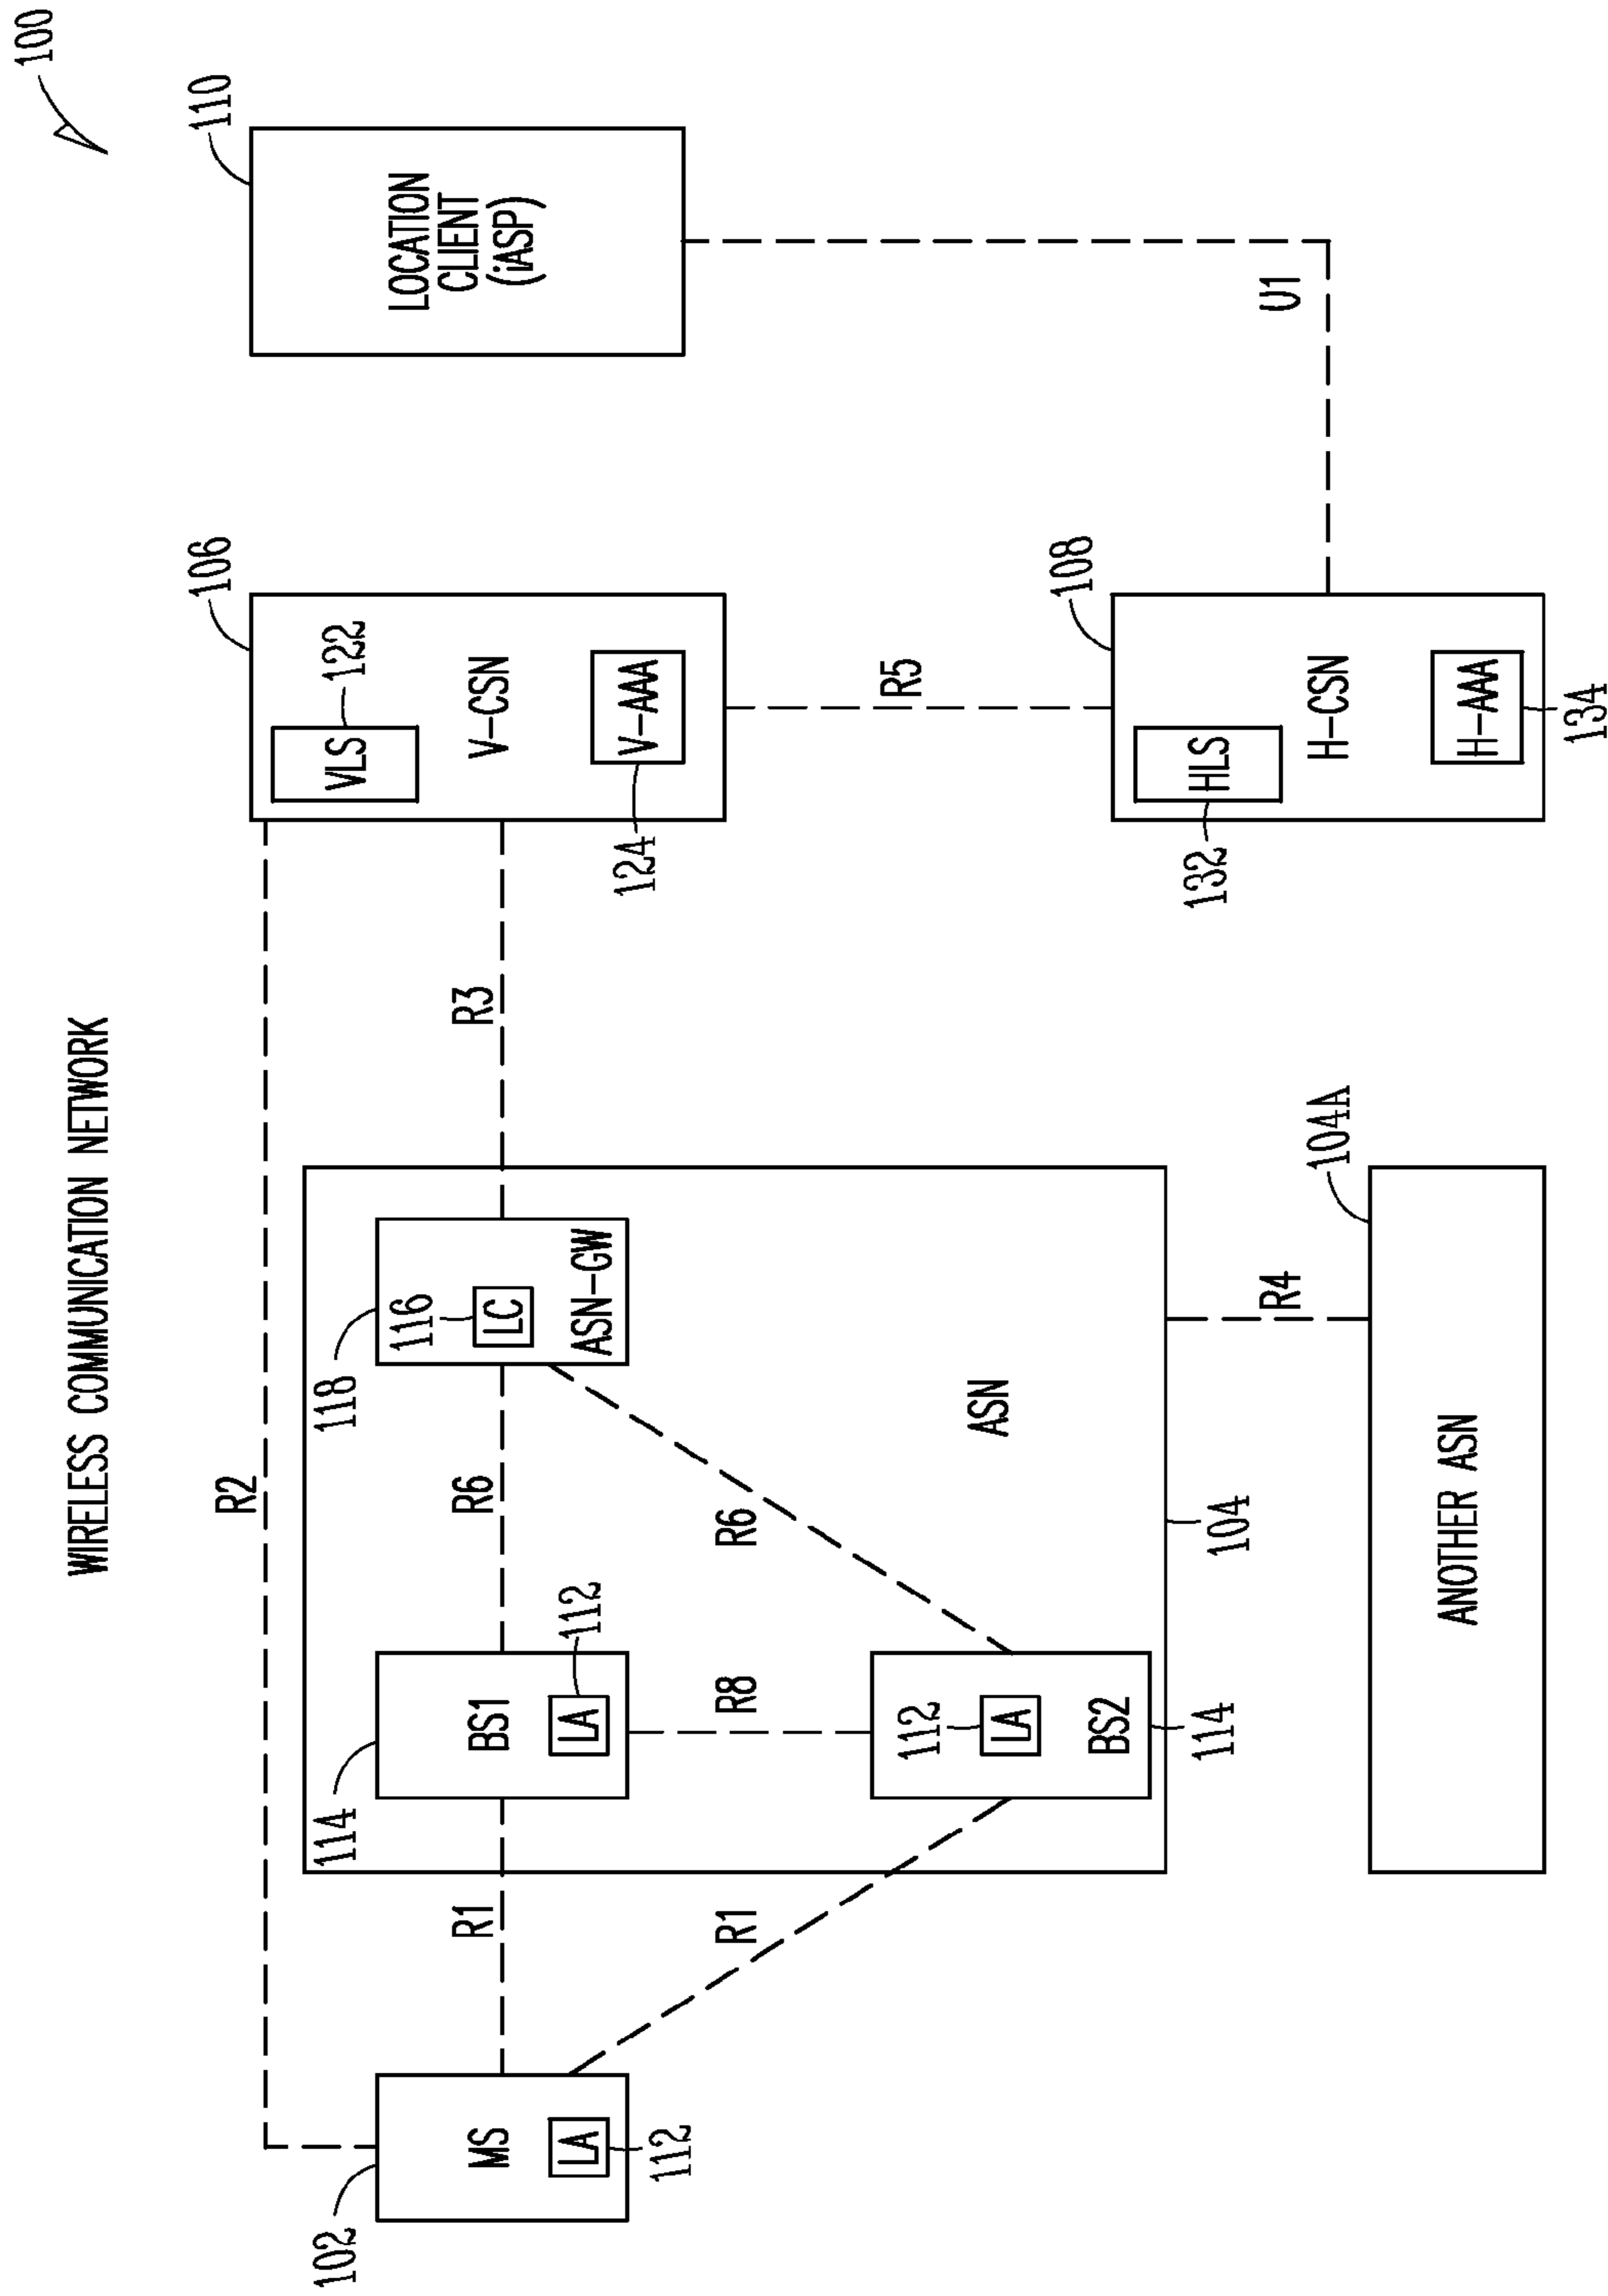 WIRELESS COMMUNICATION NETWORK
100
R2
102
MS
LA
112
R1
R1
114
BS1
LA
112
R8
112
LA
BS2
114
R6
R6
118
116
LC
ASN-GW
ASN
104
R4
104A
ANOTHER ASN
R3
106
VLS
122
V-CSN
V-AAA
124
R5
108
HLS
132
H-CSN
H-AAA
134
110
LOCATION
CLIENT
(iASP)
U1